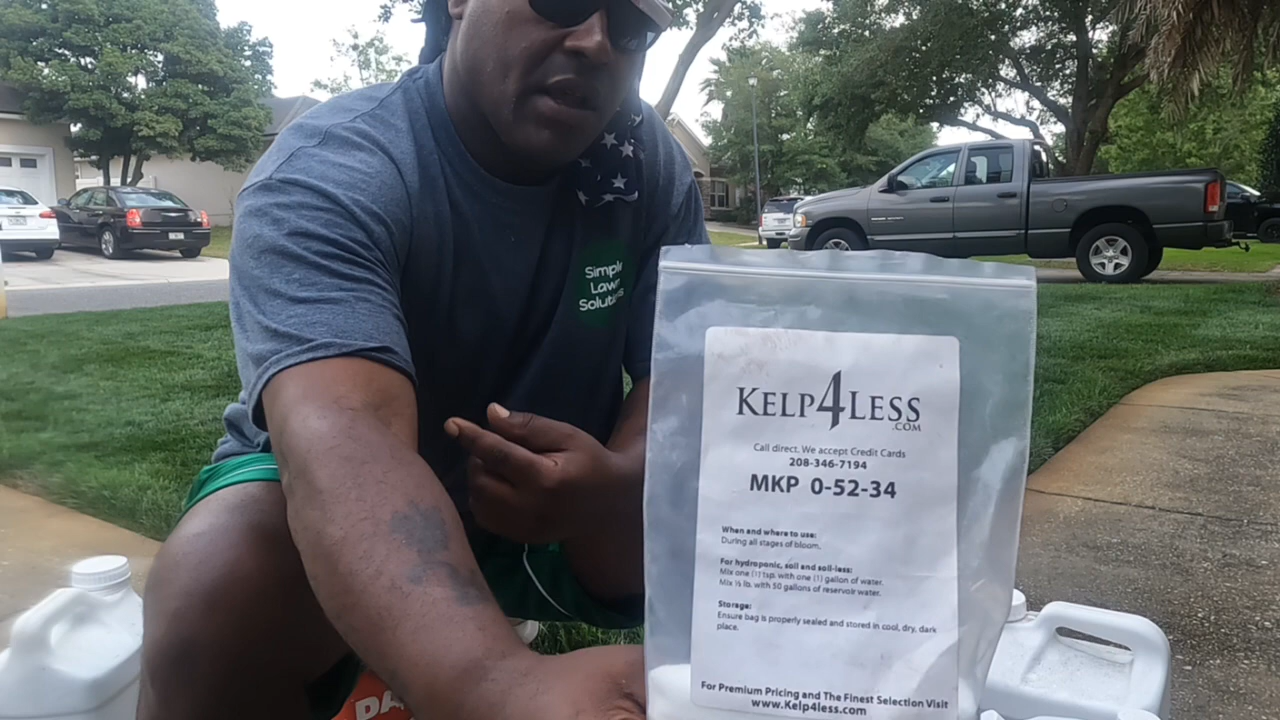 Simple
Lawn
Solutions
KELP4LESS
.COM
Call direct. We accept Credit Cards
208-346-7194
MKP 0-52-34
When and where to use:
During all stages of bloom.
For hydroponic, soil and soil-less:
Mix one (1) tsp. with one (1) gallon of water.
Mix ½ lb. with 50 gallons of reservoir water.
Storage:
Ensure bag is properly sealed and stored in cool, dry, dark
place.
For Premium Pricing and The Finest Selection Visit
www.Kelp4less.com
DA